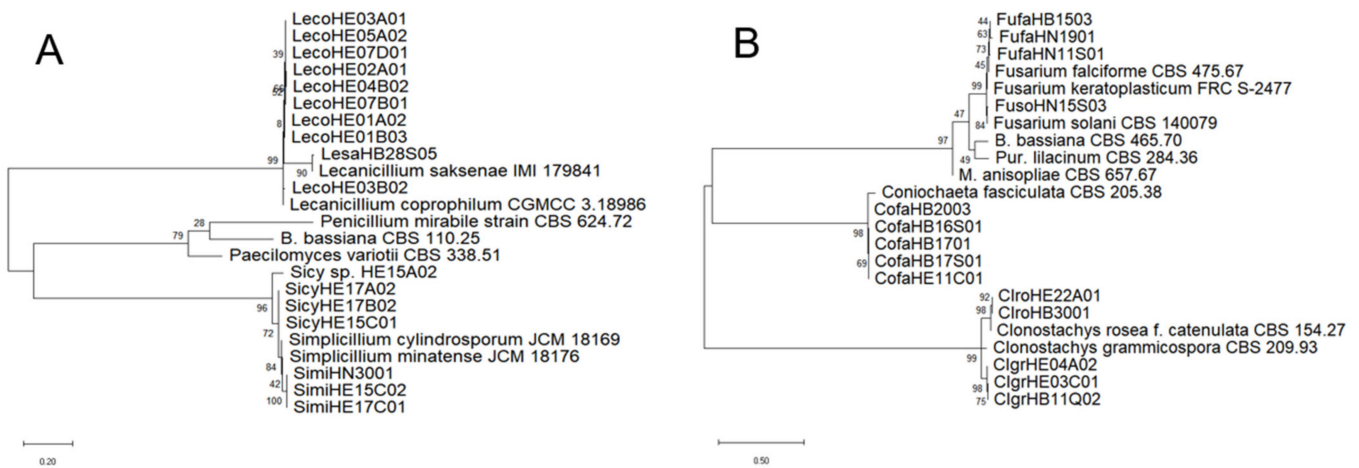 A
LecoHE03A01
LecoHE05A02
39
LecoHE07D01
LecoHE02A01
LecoHE04B02
52
LecoHE07B01
8
LecoHE01A02
LecoHE01B03
99
LesaHB28S05
90
Lecanicillium saksenae IMI 179841
LecoHE03B02
Lecanicillium coprophilum CGMCC 3.18986
28
Penicillium mirabile strain CBS 624.72
79
B. bassiana CBS 110.25
Paecilomyces variotii CBS 338.51
Sicy sp. HE15A02
SicyHE17A02
96
SicyHE17B02
SicyHE15C01
72
Simplicillium cylindrosporum JCM 18169
Simplicillium minatense JCM 18176
84
SimiHN3001
42
SimiHE15C02
100
SimiHE17C01
0.20
B
44
FufaHB1503
63
FufaHN1901
73
FufaHN11S01
45
Fusarium falciforme CBS 475.67
99
Fusarium keratoplasticum FRC S-2477
47
FusoHN15S03
84
Fusarium solani CBS 140079
97
B. bassiana CBS 465.70
49
Pur. lilacinum CBS 284.36
M. anisopliae CBS 657.67
Coniochaeta fasciculata CBS 205.38
CofaHB2003
98
CofaHB16S01
CofaHB1701
69
CofaHB17S01
CofaHE11C01
92
ClroHE22A01
98
ClroHB3001
Clonostachys rosea f. catenulata CBS 154.27
Clonostachys grammicospora CBS 209.93
99
ClgrHE04A02
98
ClgrHE03C01
75
ClgrHB11Q02
0.50